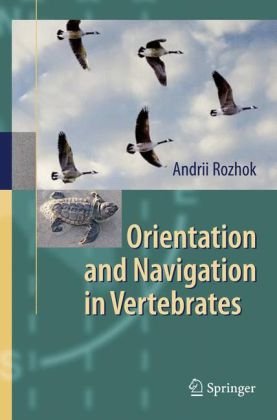 Andrii Rozhok
Orientation
and Navigation
in Vertebrates
Springer